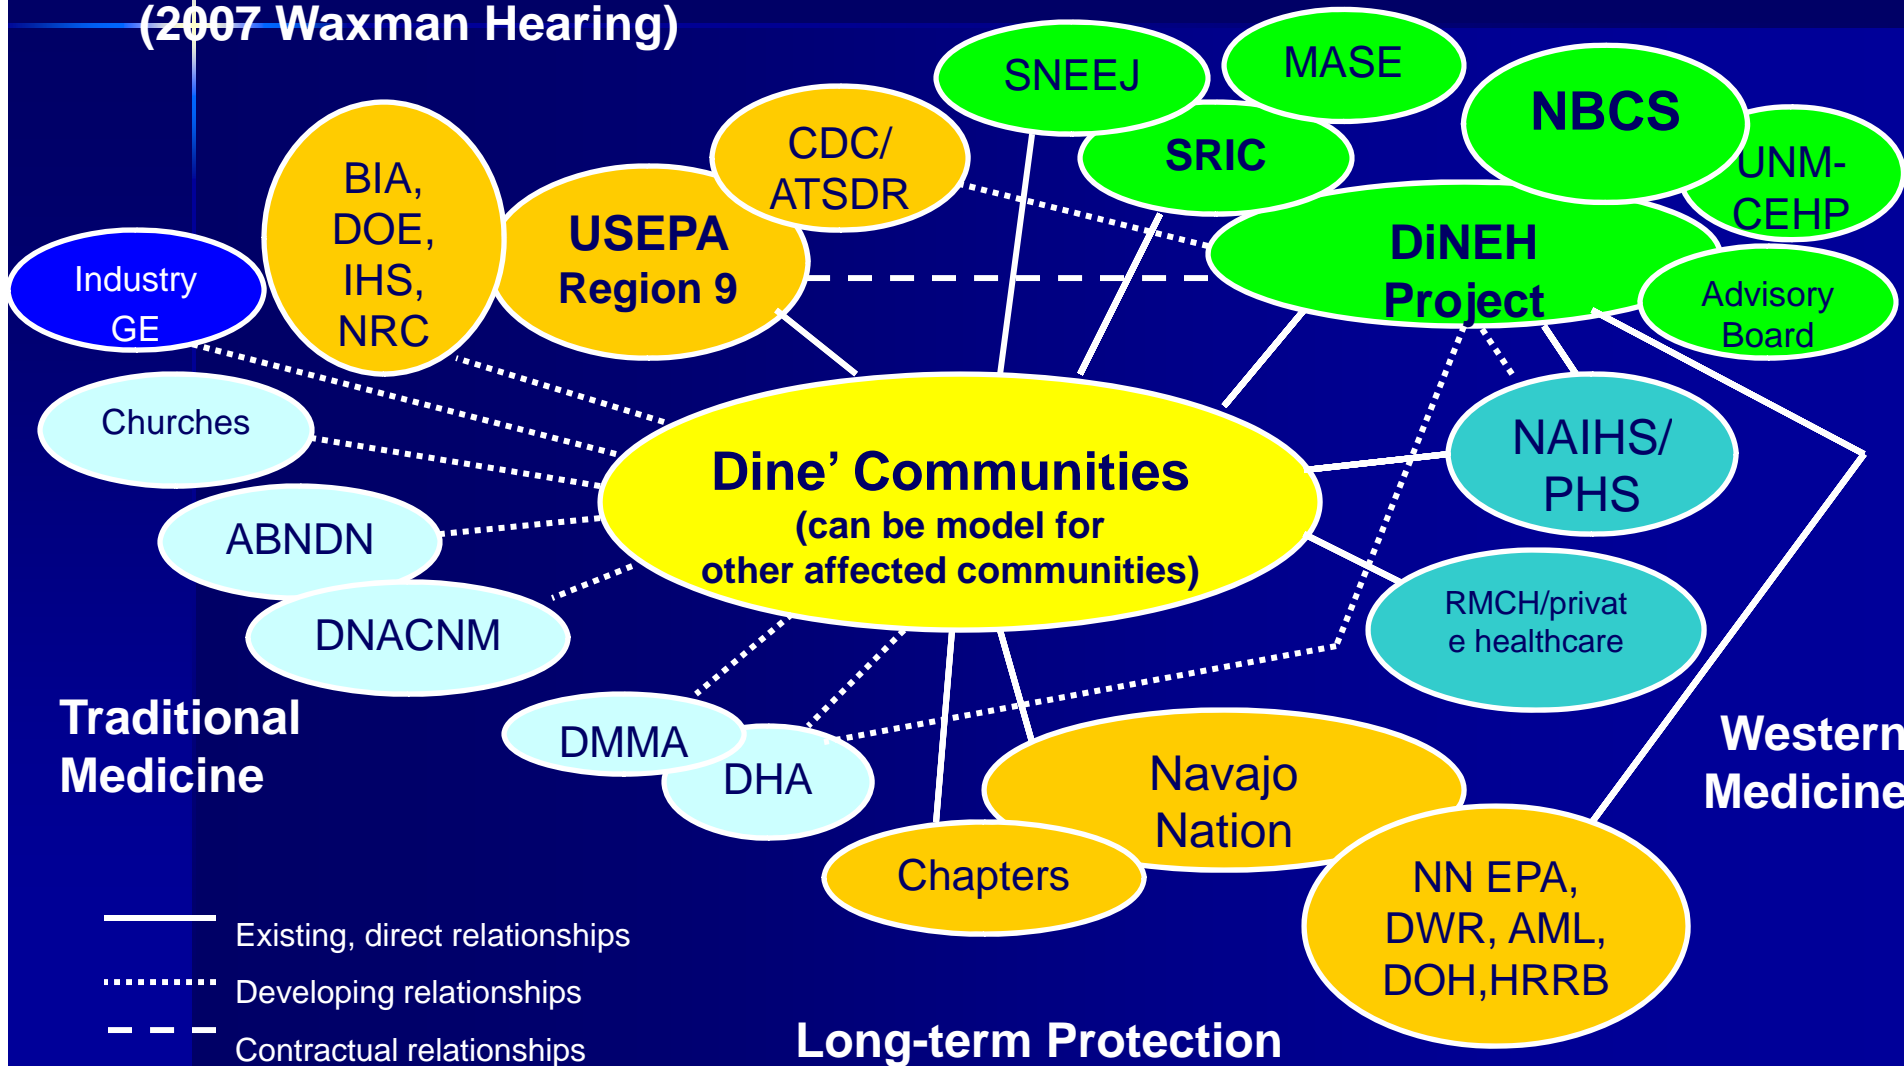 (2007 Waxman Hearing)
SNEEJ
MASE
NBCS
SRIC
UNM-
CEHP
CDC/
ATSDR
BIA,
DOE,
IHS,
NRC
USEPA
Region 9
DiNEH
Project
Advisory
Board
Industry
GE
Churches
NAIHS/
PHS
Dine’ Communities
(can be model for
other affected communities)
ABNDN
DNACNM
RMCH/privat
e healthcare
Traditional
Medicine
DMMA
DHA
Western
Medicine
Navajo
Nation
Chapters
NN EPA,
DWR, AML,
DOH,HRRB
Existing, direct relationships
Developing relationships
Contractual relationships
Long-term Protection